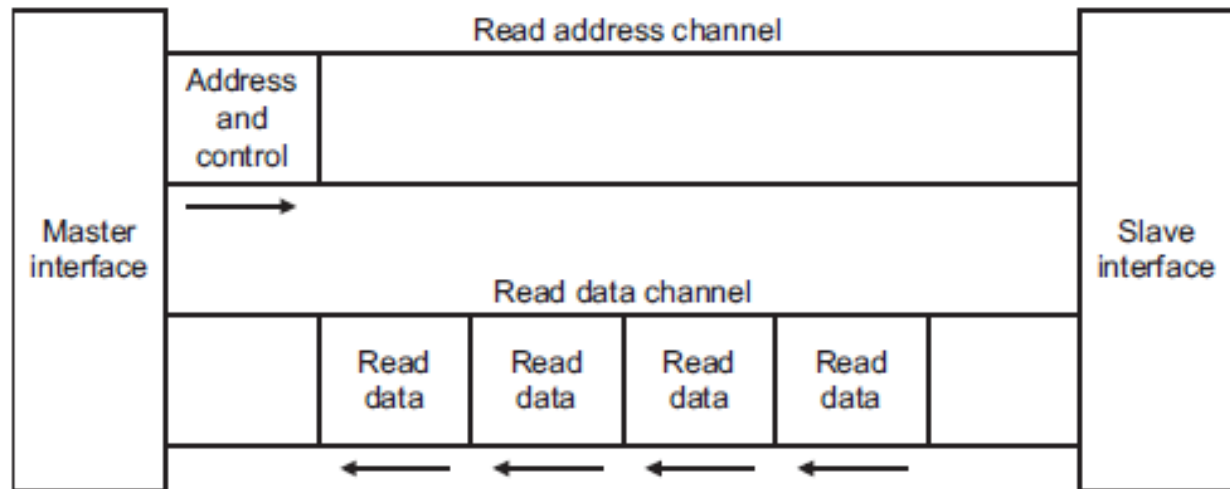 Read address channel
Address
and
control
Master
interface
Slave
interface
Read data channel
Read
data
Read
data
Read
data
Read
data